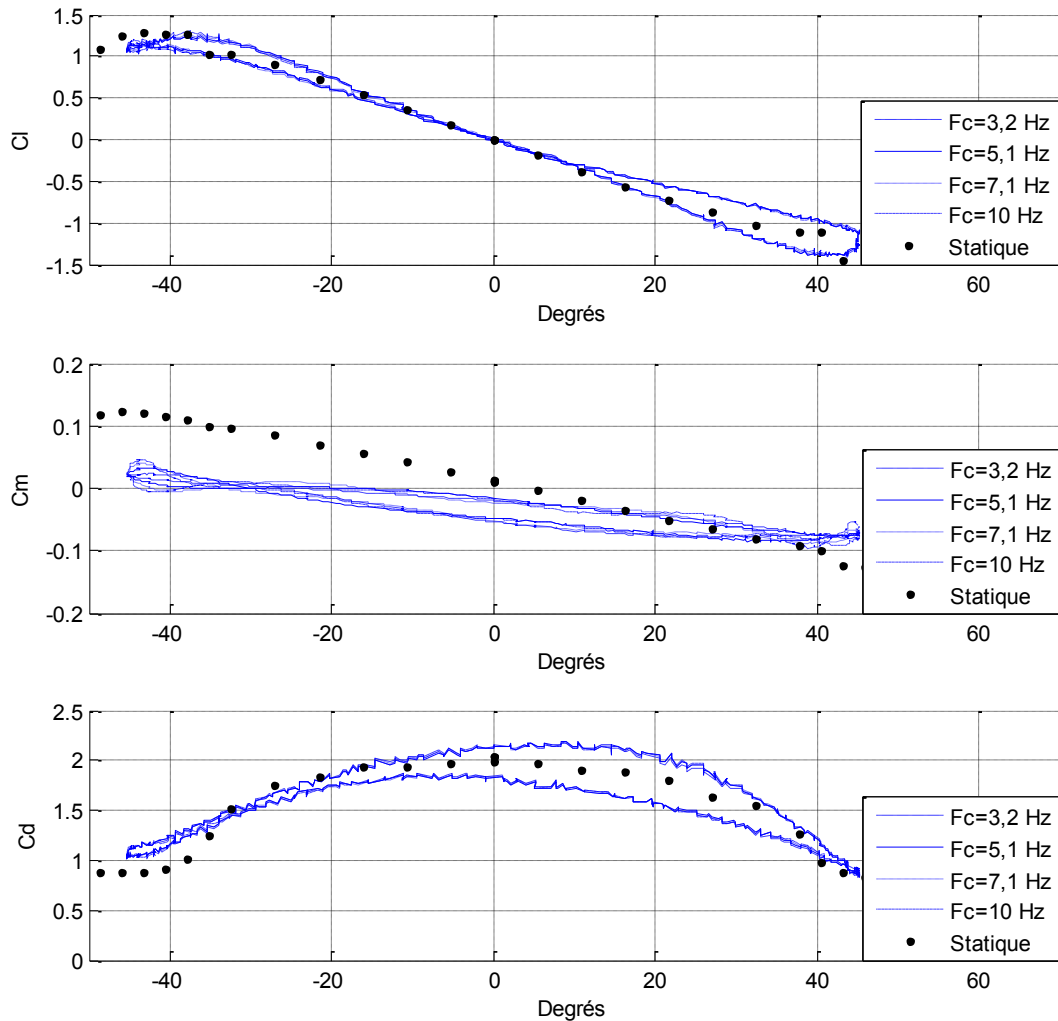 1.5
1
0.5
0
-0.5
-1
-1.5
Cl
-40
-20
0
20
40
60
Degrés
Fc=3,2 Hz
Fc=5,1 Hz
Fc=7,1 Hz
Fc=10 Hz
Statique
0.2
0.1
0
-0.1
-0.2
Cm
-40
-20
0
20
40
60
Degrés
Fc=3,2 Hz
Fc=5,1 Hz
Fc=7,1 Hz
Fc=10 Hz
Statique
2.5
2
1.5
1
0.5
0
Cd
-40
-20
0
20
40
60
Degrés
Fc=3,2 Hz
Fc=5,1 Hz
Fc=7,1 Hz
Fc=10 Hz
Statique